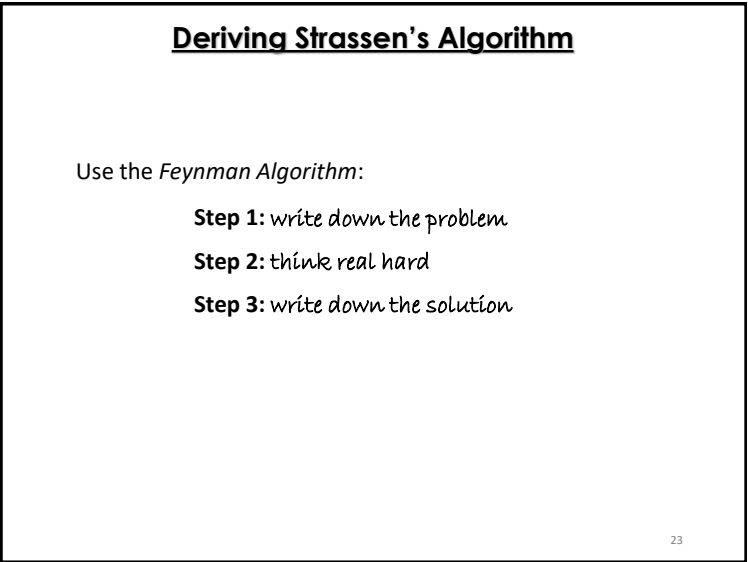 Deriving Strassen’s Algorithm
Use the Feynman Algorithm:
Step 1: write down the problem
Step 2: think real hard
Step 3: write down the solution
23